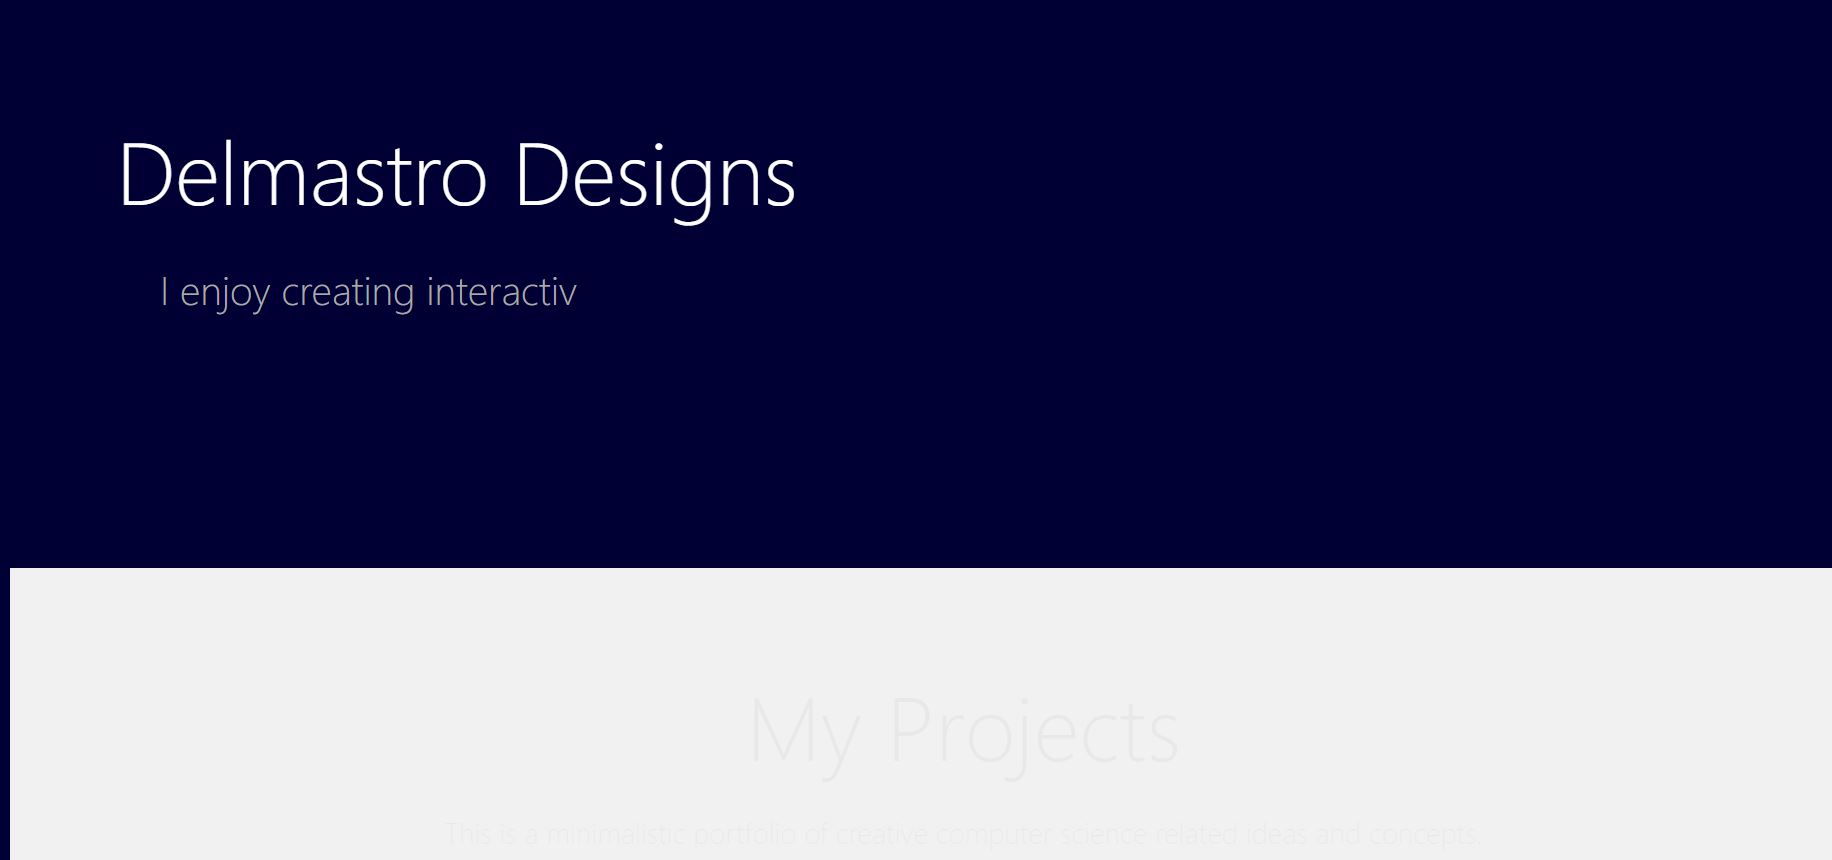 Delmastro Designs
I enjoy creating interactiv
My Projects
This is a minimalistic portfolio of creative computer science related ideas and concepts.